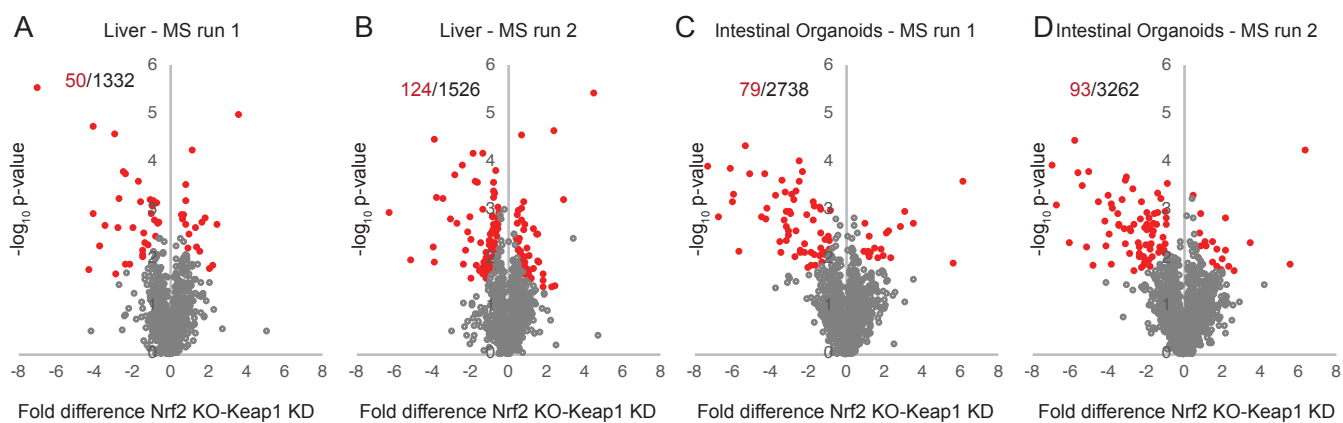 A
Liver - MS run 1
50/1332
-log10 p-value
6
5
4
3
2
1
0
-8 -6 -4 -2 0 2 4 6 8
Fold difference Nrf2 KO-Keap1 KD
B
Liver - MS run 2
124/1526
-log10 p-value
6
5
4
3
2
1
0
-8 -6 -4 -2 0 2 4 6 8
Fold difference Nrf2 KO-Keap1 KD
C
Intestinal Organoids - MS run 1
79/2738
-log10 p-value
6
5
4
3
2
1
0
-8 -6 -4 -2 0 2 4 6 8
Fold difference Nrf2 KO-Keap1 KD
D
Intestinal Organoids - MS run 2
93/3262
-log10 p-value
6
5
4
3
2
1
0
-8 -6 -4 -2 0 2 4 6 8
Fold difference Nrf2 KO-Keap1 KD